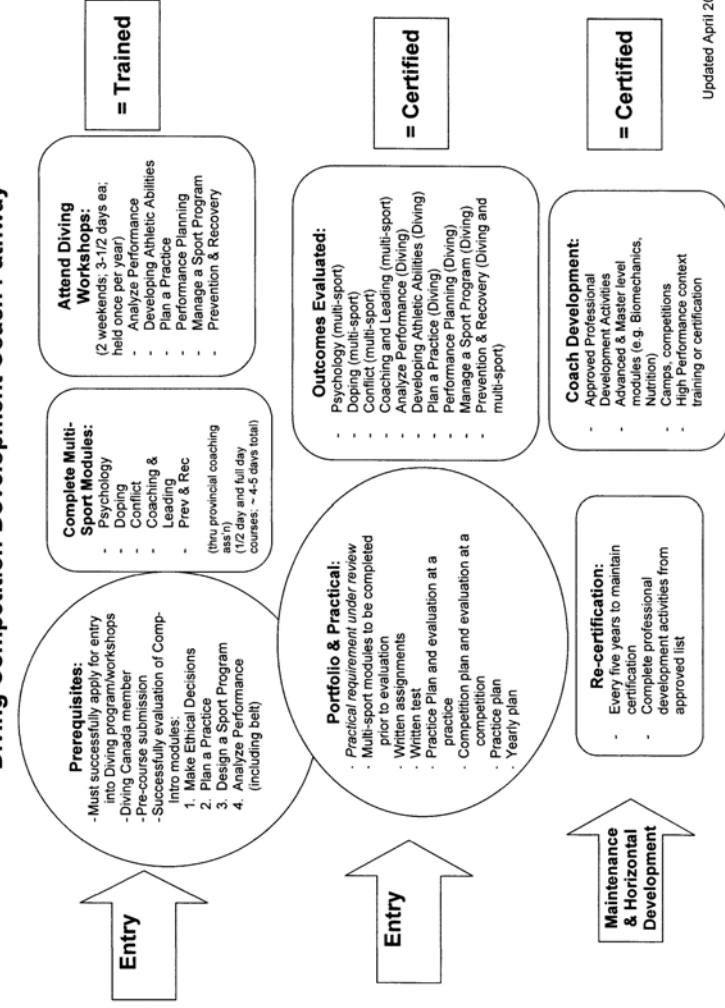 Diving Competition-Development Coach Pathway
Entry
Prerequisites:
- Must successfully apply for entry
into Diving program/workshops
- Diving Canada member
- Pre-course submission
- Successfully evaluation of Comp-
Intro modules:
1. Make Ethical Decisions
2. Plan a Practice
3. Design a Sport Program
4. Analyze Performance
(including belt)
Complete Multi-
Sport Modules:
- Psychology
- Doping
- Conflict
- Coaching &
Leading
- Prev & Rec
(thru provincial coaching
ass'n)
(1/2 day and full day
courses; ~ 4-5 days total)
Attend Diving
Workshops:
(2 weekends; 3-1/2 days ea;
held once per year)
- Analyze Performance
- Developing Athletic Abilities
- Plan a Practice
- Performance Planning
- Manage a Sport Program
- Prevention & Recovery
= Trained
Entry
Portfolio & Practical:
- Practical requirement under review
- Multi-sport modules to be completed
prior to evaluation
- Written assignments
- Written test
- Practice Plan and evaluation at a
practice
- Competition plan and evaluation at a
competition
- Practice plan
- Yearly plan
Outcomes Evaluated:
- Psychology (multi-sport)
- Doping (multi-sport)
- Conflict (multi-sport)
- Coaching and Leading (multi-sport)
- Analyze Performance (Diving)
- Developing Athletic Abilities (Diving)
- Plan a Practice (Diving)
- Performance Planning (Diving)
- Manage a Sport Program (Diving)
- Prevention & Recovery (Diving and
multi-sport)
= Certified
Maintenance
& Horizontal
Development
Re-certification:
- Every five years to maintain
certification
- Complete professional
development activities from
approved list
Coach Development:
- Approved Professional
Development Activities
- Advanced & Master level
modules (e.g. Biomechanics,
Nutrition)
- Camps, competitions
- High Performance context
training or certification
= Certified
Updated April 20